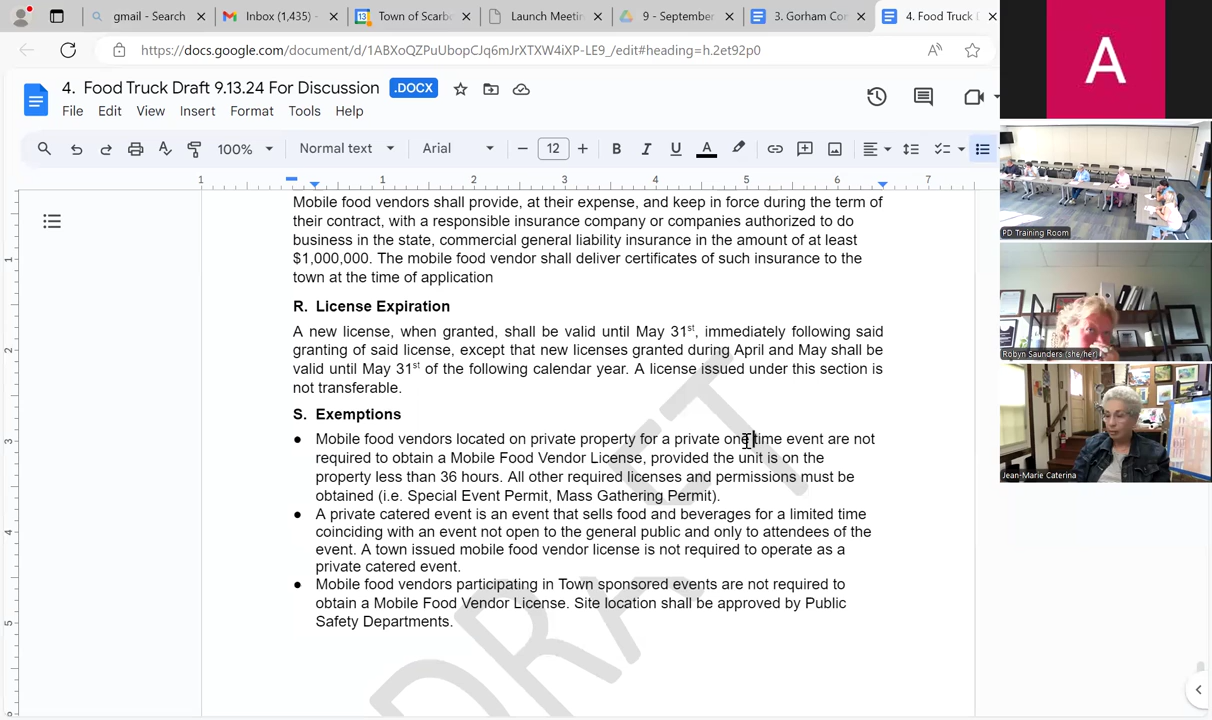 gmail - Search
Inbox (1,435) -
Town of Scarb
Launch Meetin
9 - September
3. Gorham Con
4. Food Truck D
https://docs.google.com/document/d/1ABXoQZPuUbopCJq6mJrXTXW4iXP-LE9_/edit#heading=h.2et92p0
4. Food Truck Draft 9.13.24 For Discussion
.DOCX
File Edit View Insert Format Tools Help
100% Normal text Arial 12 B I U A
1 1 2 3 4 5 6 7
Mobile food vendors shall provide, at their expense, and keep in force during the term of
their contract, with a responsible insurance company or companies authorized to do
business in the state, commercial general liability insurance in the amount of at least
$1,000,000. The mobile food vendor shall deliver certificates of such insurance to the
town at the time of application
R. License Expiration
A new license, when granted, shall be valid until May 31st, immediately following said
granting of said license, except that new licenses granted during April and May shall be
valid until May 31st of the following calendar year. A license issued under this section is
not transferable.
S. Exemptions
● Mobile food vendors located on private property for a private one time event are not
required to obtain a Mobile Food Vendor License, provided the unit is on the
property less than 36 hours. All other required licenses and permissions must be
obtained (i.e. Special Event Permit, Mass Gathering Permit).
● A private catered event is an event that sells food and beverages for a limited time
coinciding with an event not open to the general public and only to attendees of the
event. A town issued mobile food vendor license is not required to operate as a
private catered event.
● Mobile food vendors participating in Town sponsored events are not required to
obtain a Mobile Food Vendor License. Site location shall be approved by Public
Safety Departments.
DRAFT
1
2
3
4
5
A
PD Training Room
Robyn Saunders (she/her)
Jean-Marie Caterina